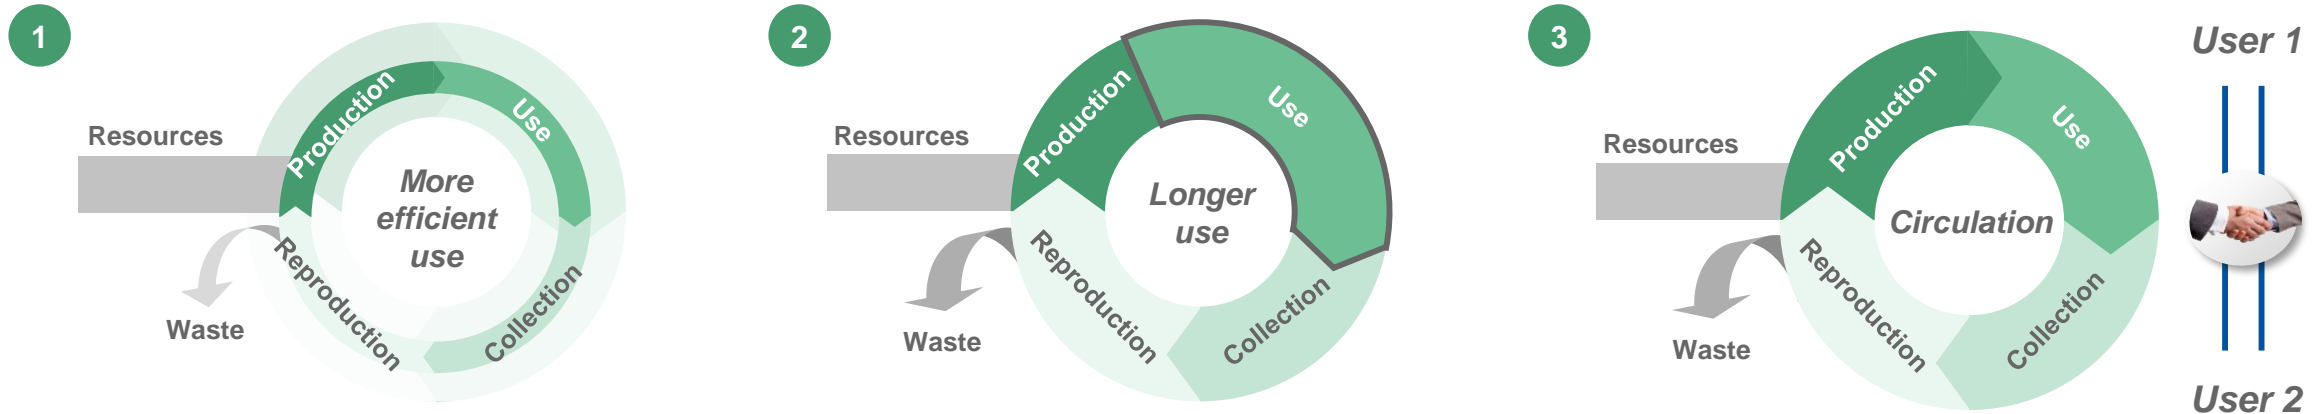 1
Resources
Production
Use
More
efficient
use
Reproduction
Collection
Waste
2
Resources
Production
Use
Longer
use
Reproduction
Collection
Waste
3
Resources
Production
Use
Circulation
Reproduction
Collection
Waste
User 1
User 2